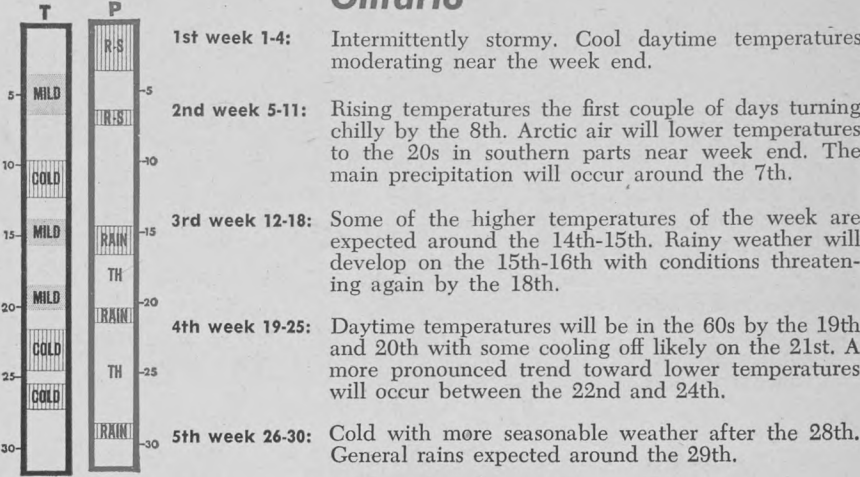 Ontario
T P
R-S
MILD
R-S
COLD
MILD
RAIN
TH
MILD
RAIN
COLD
TH
COLD
RAIN
5- 10- 15- 20- 25- 30-
-5 -10 -15 -20 -25 -30
1st week 1-4: Intermittently stormy. Cool daytime temperatures
moderating near the week end.
2nd week 5-11: Rising temperatures the first couple of days turning
chilly by the 8th. Arctic air will lower temperatures
to the 20s in southern parts near week end. The
main precipitation will occur around the 7th.
3rd week 12-18: Some of the higher temperatures of the week are
expected around the 14th-15th. Rainy weather will
develop on the 15th-16th with conditions threaten-
ing again by the 18th.
4th week 19-25: Daytime temperatures will be in the 60s by the 19th
and 20th with some cooling off likely on the 21st. A
more pronounced trend toward lower temperatures
will occur between the 22nd and 24th.
5th week 26-30: Cold with more seasonable weather after the 28th.
General rains expected around the 29th.